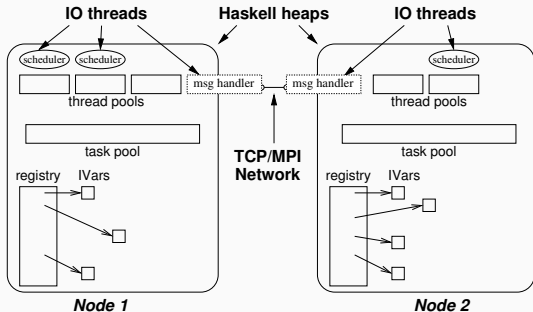 IO threads
Haskell heaps
IO threads
scheduler
scheduler
scheduler
msg handler
msg handler
thread pools
thread pools
task pool
task pool
TCP/MPI
Network
registry
IVars
registry
IVars
Node 1
Node 2